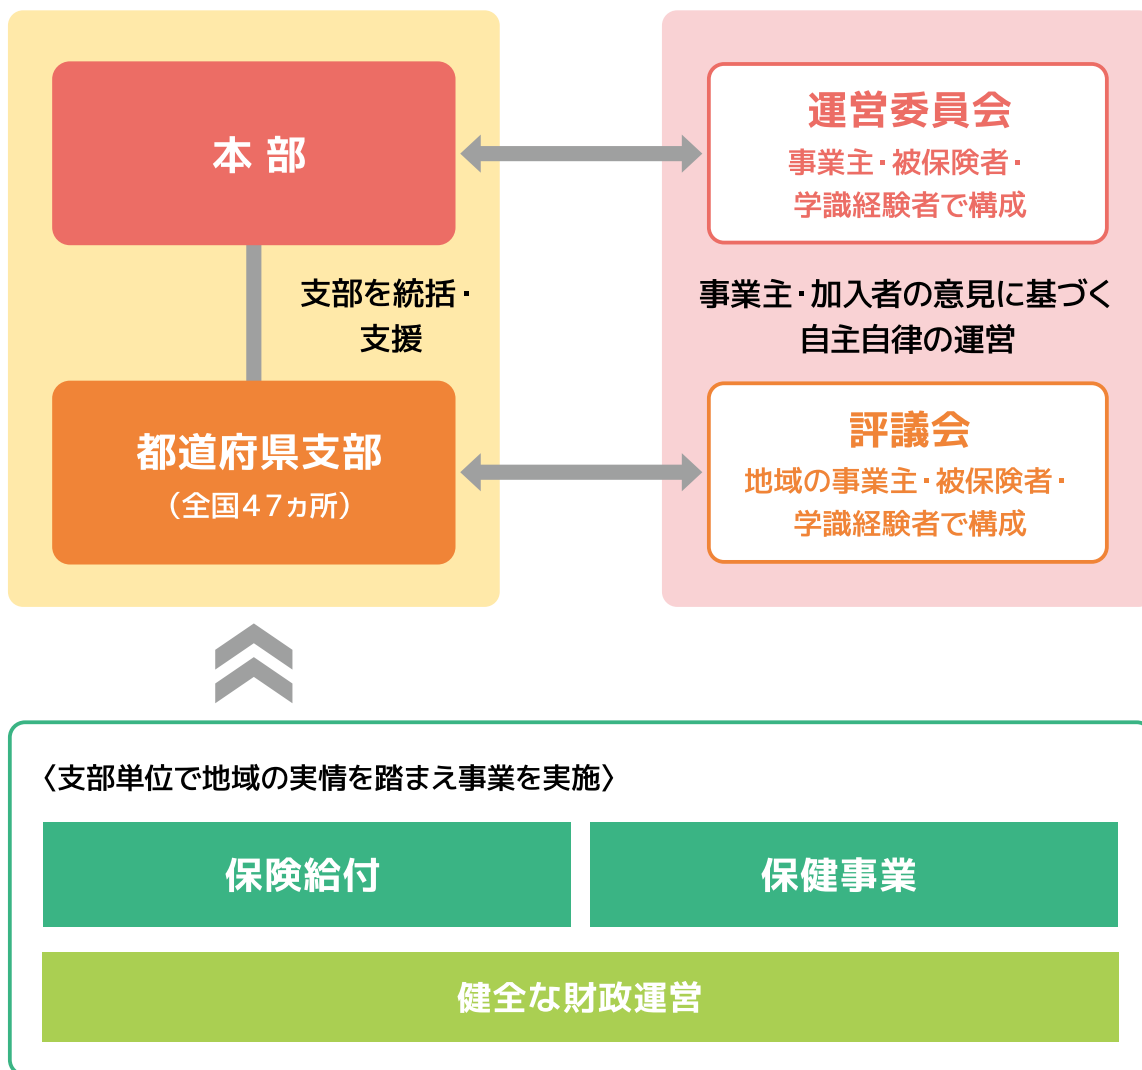 本部
運営委員会
事業主・被保険者・
学識経験者で構成
支部を統括・
支援
事業主・加入者の意見に基づく
自主自律の運営
都道府県支部
（全国47ヵ所）
評議会
地域の事業主・被保険者・
学識経験者で構成
〈支部単位で地域の実情を踏まえ事業を実施〉
保険給付
保健事業
健全な財政運営